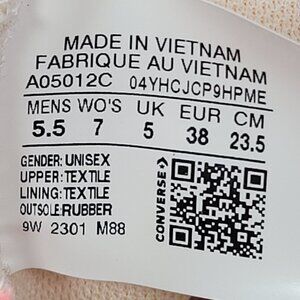 MADE IN VIETNAM
FABRIQUE AU VIETNAM
A05012C 04YHCJCP9HPME
MENS WO'S UK EUR CM
5.5 7 5 38 23.5
GENDER: UNISEX
UPPER: TEXTILE
LINING: TEXTILE
OUTSOLE: RUBBER
9W 2301 M88
CONVERSE